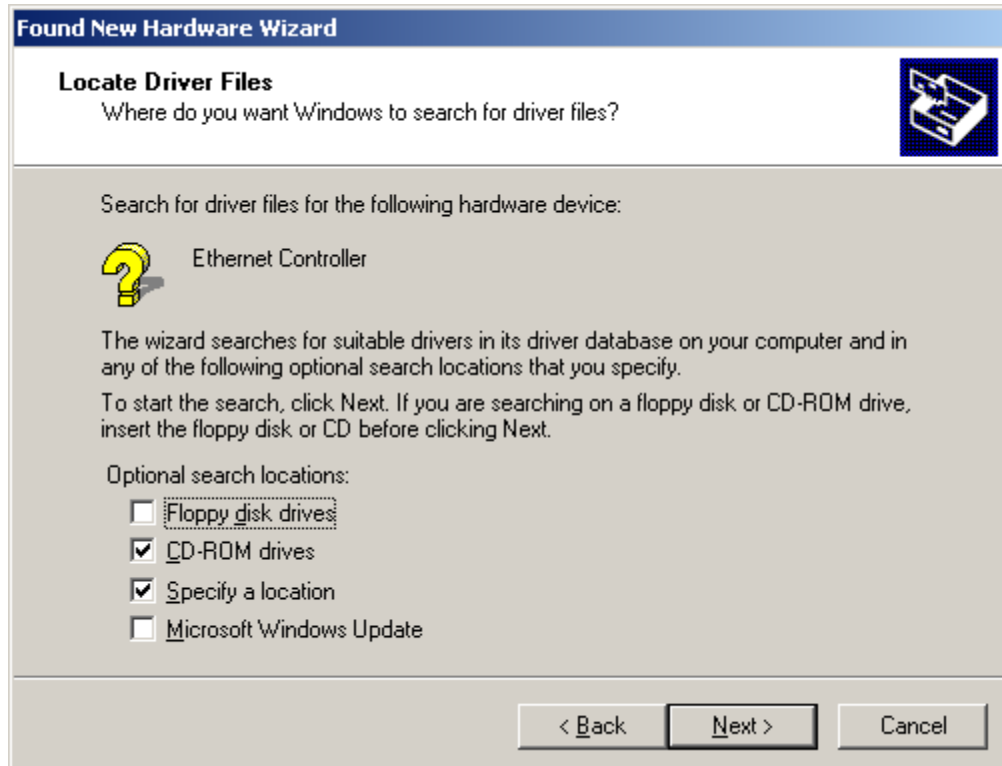 Found New Hardware Wizard
Locate Driver Files
Where do you want Windows to search for driver files?
Search for driver files for the following hardware device:
Ethernet Controller
The wizard searches for suitable drivers in its driver database on your computer and in
any of the following optional search locations that you specify.
To start the search, click Next. If you are searching on a floppy disk or CD-ROM drive,
insert the floppy disk or CD before clicking Next.
Optional search locations:
Floppy disk drives
CD-ROM drives
Specify a location
Microsoft Windows Update
< Back Next > Cancel